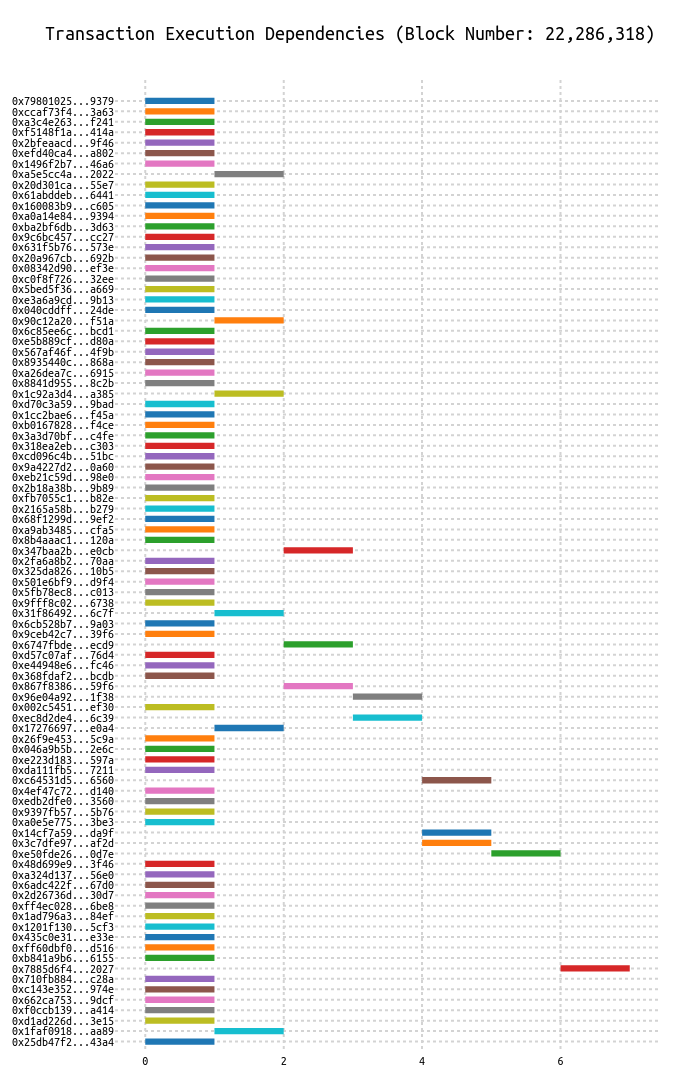 Transaction Execution Dependencies (Block Number: 22,286,318)
0x79801025...9379
0xccaf73f4...3a63
0xa3c4e263...f241
0xf5148f1a...414a
0x2bfeaacd...9f46
0xefd40ca4...a802
0x1496f2b7...46a6
0xa5e5cc4a...2022
0x20d301ca...55e7
0x61abddeb...6441
0x160083b9...c605
0xa0a14e84...9394
0xba2bf6db...3d63
0x9c6bc457...cc27
0x631f5b76...573e
0x20a967cb...692b
0x08342d90...ef3e
0xc0f8f726...32ee
0x5bed5f36...a669
0xe3a6a9cd...9b13
0x040cddff...24de
0x90c12a20...f51a
0x6c85ee6c...bcd1
0xe5b889cf...d80a
0x567af46f...4f9b
0x8935440c...868a
0xa26dea7c...6915
0x8841d955...8c2b
0x1c92a3d4...a385
0xd70c3a59...9bad
0x1cc2bae6...f45a
0xb0167828...f4ce
0x3a3d70bf...c4fe
0x318ea2eb...c303
0xcd096c4b...51bc
0x9a4227d2...0a60
0xeb21c59d...98e0
0x2b18a38b...9b89
0xfb7055c1...b82e
0x2165a58b...b279
0x68f1299d...9ef2
0xa9ab3485...cfa5
0x8b4aaac1...120a
0x347baa2b...e0cb
0x2fa6a8b2...70aa
0x325da826...10b5
0x501e6bf9...d9f4
0x5fb78ec8...c013
0x9fff8c02...6738
0x31f86492...6c7f
0x6cb528b7...9a03
0x9ceb42c7...39f6
0x6747fbde...ecd9
0xd57c07af...76d4
0xe44948e6...fc46
0x368fdaf2...bcdb
0x867f8386...59f6
0x96e04a92...1f38
0x002c5451...ef30
0xec8d2de4...6c39
0x17276697...e0a4
0x26f9e453...5c9a
0x046a9b5b...2e6c
0xe223d183...597a
0xda111fb5...7211
0xc64531d5...6560
0x4ef47c72...d140
0xedb2dfe0...3560
0x9397fb57...5b76
0xa0e5e775...3be3
0x14cf7a59...da9f
0x3c7dfe97...af2d
0xe50fde26...0d7e
0x48d699e9...3f46
0xa324d137...56e0
0x6adc422f...67d0
0x2d26736d...30d7
0xff4ec028...6be8
0x1ad796a3...84ef
0x1201f130...5cf3
0x435c0e31...e33e
0xff60dbf0...d516
0xb841a9b6...6155
0x7885d6f4...2027
0x710fb884...c28a
0xc143e352...974e
0x662ca753...9dcf
0xf0ccb139...a414
0xd1ad226d...3e15
0x1faf0918...aa89
0x25db47f2...43a4
0 2 4 6